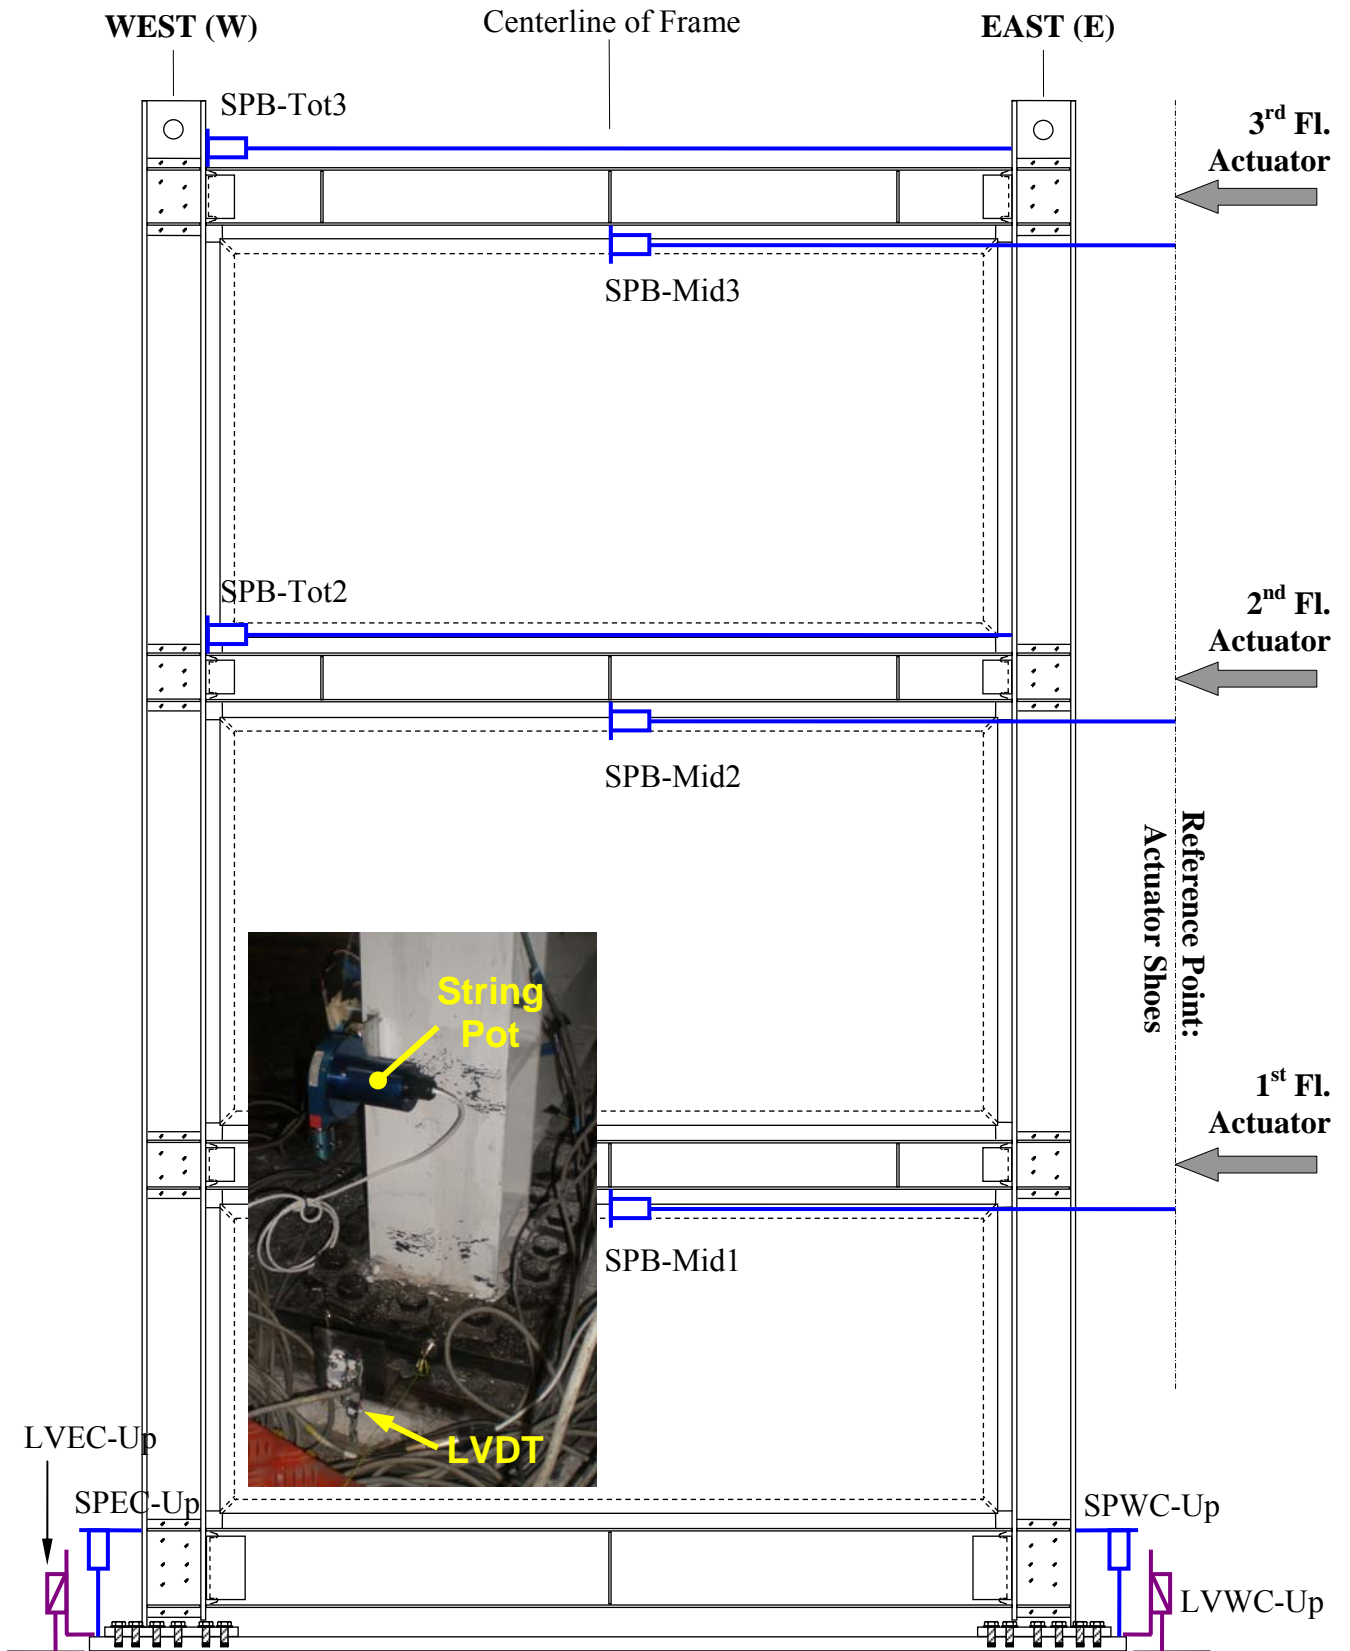 WEST (W)
Centerline of Frame
EAST (E)
SPB-Tot3
3rd Fl.
Actuator
SPB-Mid3
SPB-Tot2
2nd Fl.
Actuator
SPB-Mid2
Reference Point:
Actuator Shoes
String
Pot
1st Fl.
Actuator
SPB-Mid1
LVDT
LVEC-Up
SPEC-Up
SPWC-Up
LVWC-Up